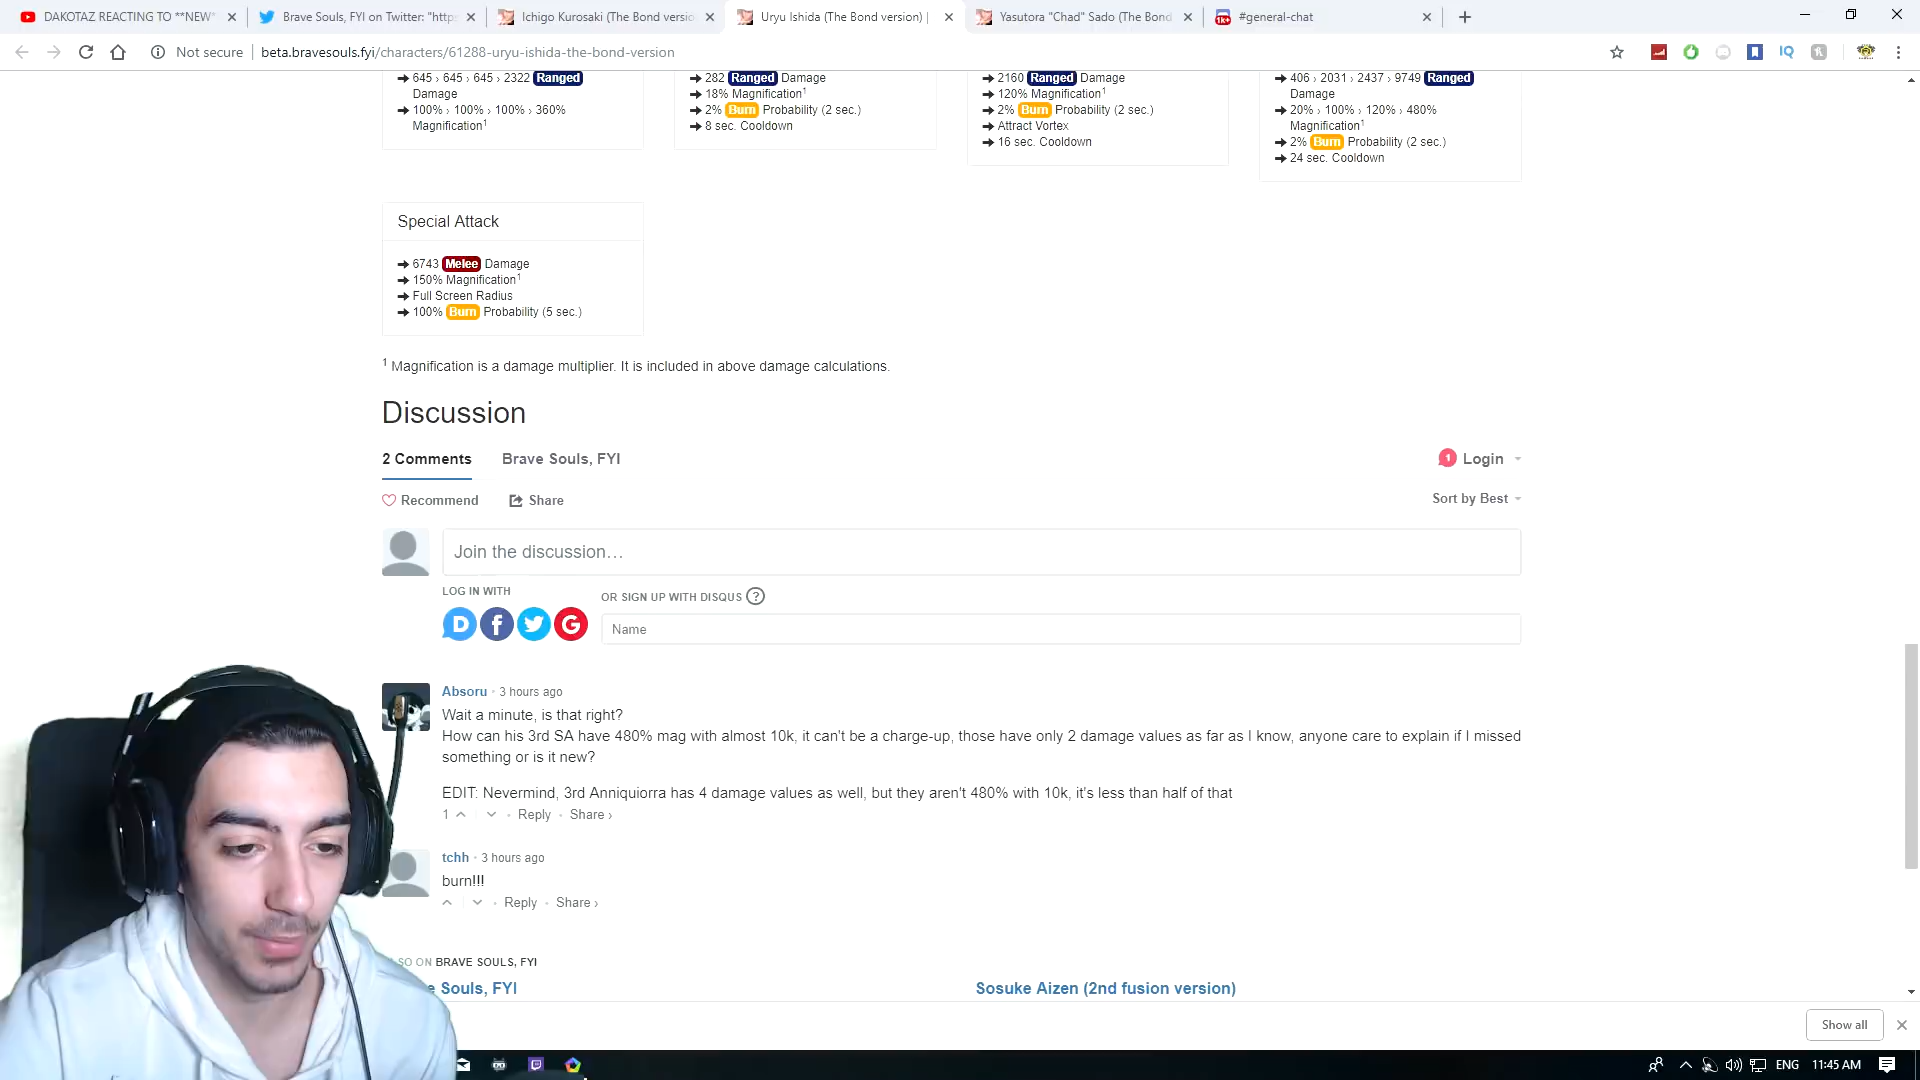 DAKOTAZ REACTING TO **NEW*
Brave Souls, FYI on Twitter: "http
Ichigo Kurosaki (The Bond versio
Uryu Ishida (The Bond version) |
Yasutora "Chad" Sado (The Bond
#general-chat
Not secure
beta.bravesouls.fyi/characters/61288-uryu-ishida-the-bond-version
645 › 645 › 645 › 2322 Ranged
Damage
100% › 100% › 100% › 360%
Magnification1
282 Ranged Damage
18% Magnification1
2% Burn Probability (2 sec.)
8 sec. Cooldown
2160 Ranged Damage
120% Magnification1
2% Burn Probability (2 sec.)
Attract Vortex
16 sec. Cooldown
406 › 2031 › 2437 › 9749 Ranged
Damage
20% › 100% › 120% › 480%
Magnification1
2% Burn Probability (2 sec.)
24 sec. Cooldown
Special Attack
6743 Melee Damage
150% Magnification1
Full Screen Radius
100% Burn Probability (5 sec.)
1 Magnification is a damage multiplier. It is included in above damage calculations.
Discussion
2 Comments
Brave Souls, FYI
1 Login
Recommend
Share
Sort by Best
Join the discussion…
LOG IN WITH
OR SIGN UP WITH DISQUS ?
Name
Absoru • 3 hours ago
Wait a minute, is that right?
How can his 3rd SA have 480% mag with almost 10k, it can't be a charge-up, those have only 2 damage values as far as I know, anyone care to explain if I missed
something or is it new?
EDIT: Nevermind, 3rd Anniquiorra has 4 damage values as well, but they aren't 480% with 10k, it's less than half of that
1 • Reply • Share ›
tchh • 3 hours ago
burn!!!
• Reply • Share ›
SO ON BRAVE SOULS, FYI
e Souls, FYI
Sosuke Aizen (2nd fusion version)
Show all
ENG
11:45 AM